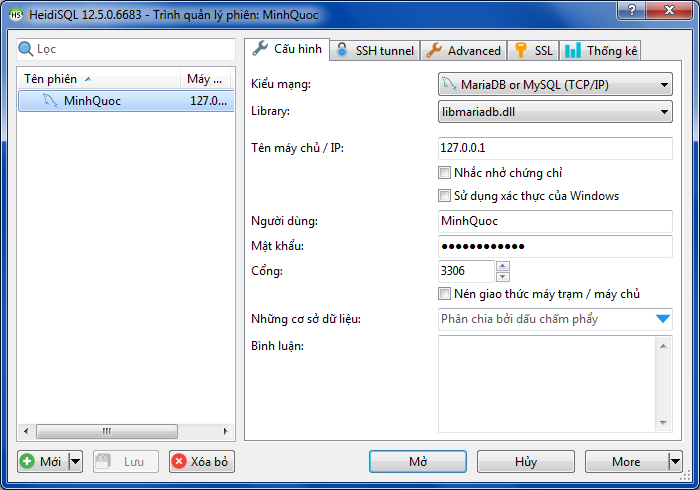 HS HeidiSQL 12.5.0.6683 - Trình quản lý phiên: MinhQuoc
Lọc
Tên phiên Máy ...
MinhQuoc 127.0...
Cấu hình SSH tunnel Advanced SSL Thống kê
Kiểu mạng: MariaDB or MySQL (TCP/IP)
Library: libmariadb.dll
Tên máy chủ / IP: 127.0.0.1
Nhắc nhở chứng chỉ
Sử dụng xác thực của Windows
Người dùng: MinhQuoc
Mật khẩu: ●●●●●●●●●●●●
Cổng: 3306
Nén giao thức máy trạm / máy chủ
Những cơ sở dữ liệu: Phân chia bởi dấu chấm phẩy
Bình luận:
Mới Lưu Xóa bỏ Mở Hủy More